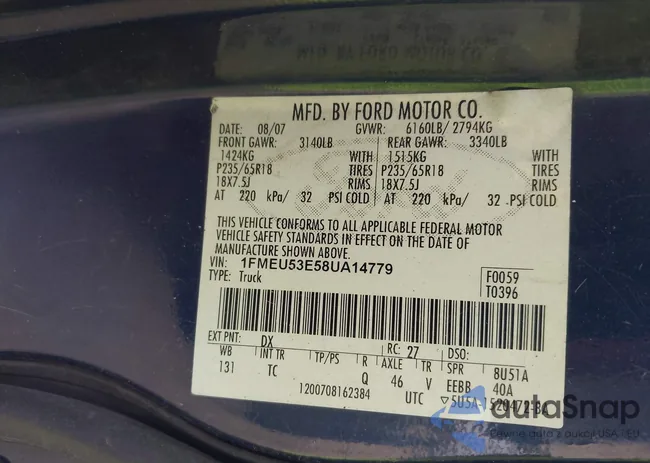 MFD. BY FORD MOTOR CO.
DATE: 08/07 GVWR: 6160LB/ 2794KG
FRONT GAWR: 3140LB REAR GAWR: 3340LB
1424KG WITH 1515KG WITH
P235/65R18 TIRES P235/65R18 TIRES
18X7.5J RIMS 18X7.5J RIMS
AT 220 kPa/ 32 PSI COLD AT 220 kPa/ 32 .PSI COLD
THIS VEHICLE CONFORMS TO ALL APPLICABLE FEDERAL MOTOR
VEHICLE SAFETY STANDARDS IN EFFECT ON THE DATE OF
MANUFACTURE SHOWN ABOVE.
VIN: 1FMEU53E58UA14779
TYPE: Truck
F0059
T0396
EXT PNT: DX RC: 27 DSO:
WB INT TR TP/PS R AXLE TR SPR 8U51A
131 TC Q 46 V EEBB 40A
1200708162384 UTC
autaSnap